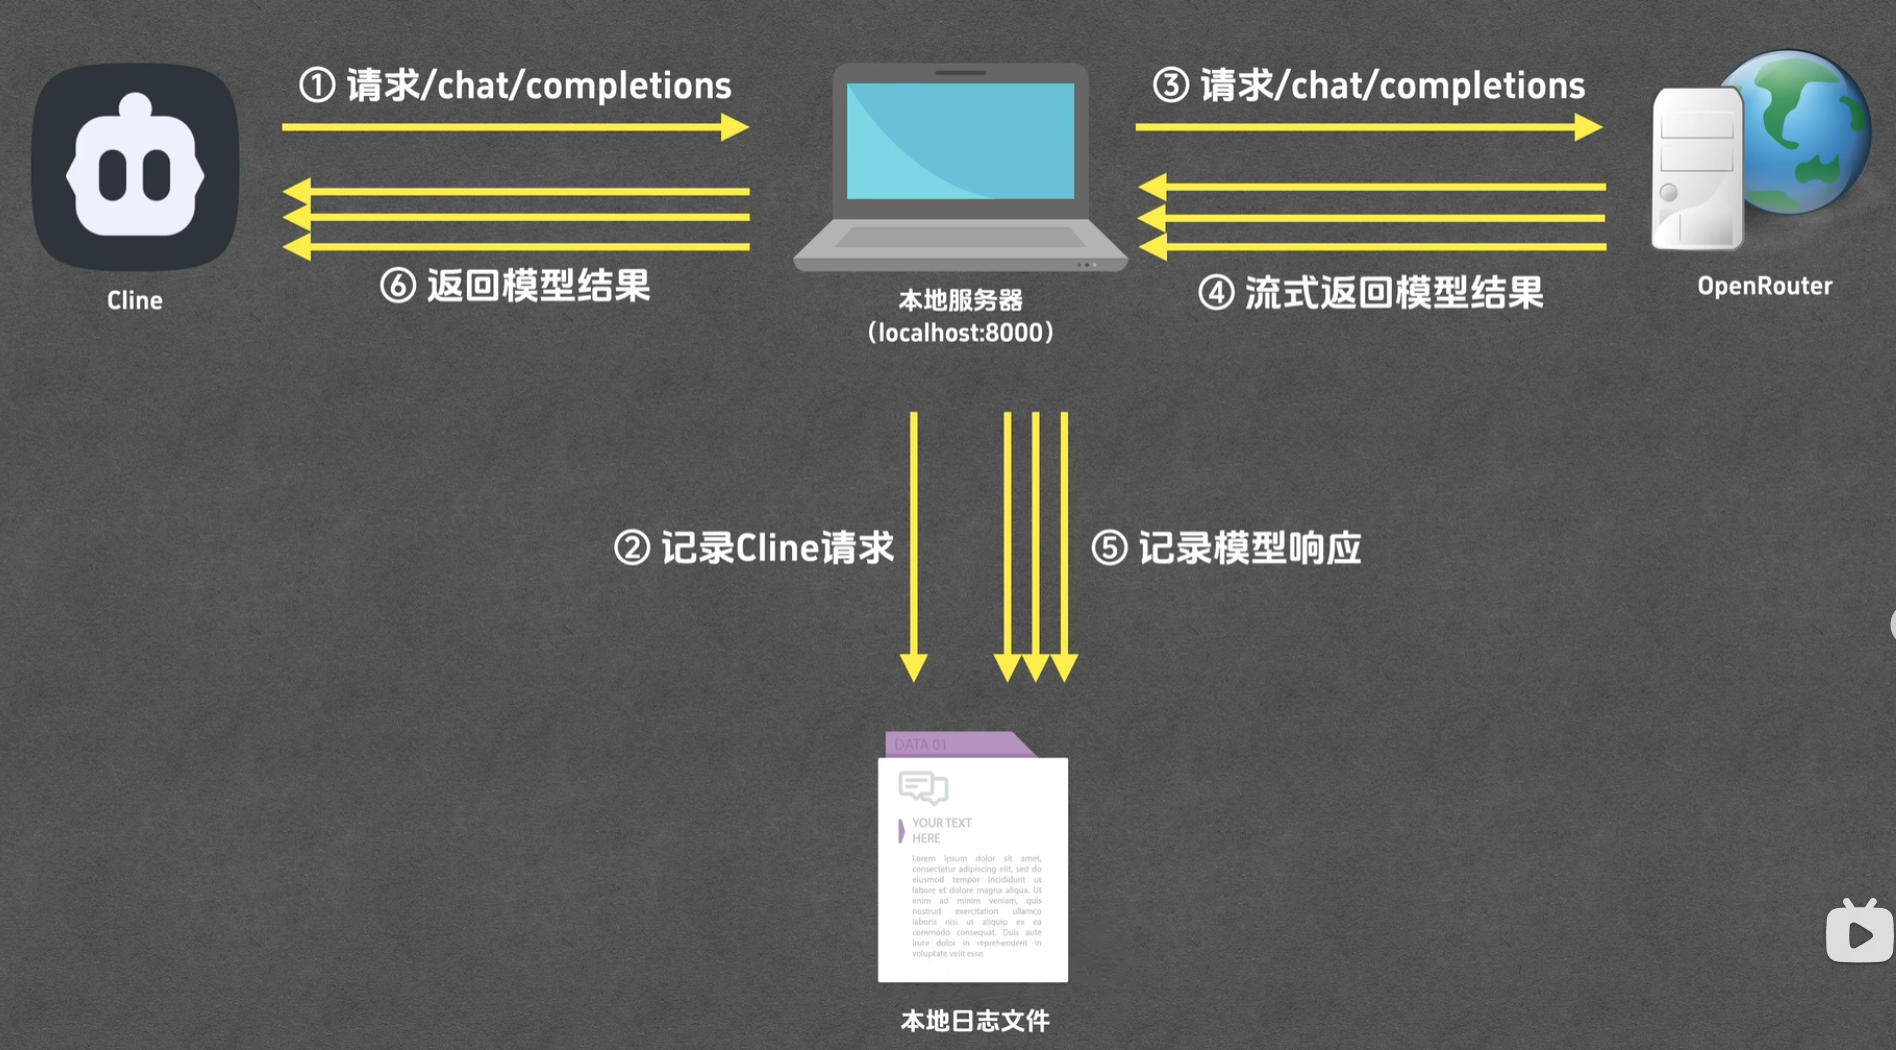 ① 请求/chat/completions
③ 请求/chat/completions
⑥ 返回模型结果
④ 流式返回模型结果
Cline
本地服务器
（localhost:8000）
OpenRouter
② 记录Cline请求
⑤ 记录模型响应
DATA 01
YOUR TEXT
HERE
Lorem ipsum dolor sit amet,
consectetur adipiscing elit, sed do
eiusmod tempor incididunt ut
labore et dolore magna aliqua. Ut
enim ad minim veniam, quis
nostrud exercitation ullamco
laboris nisi ut aliquip ex ea
commodo consequat. Duis aute
irure dolor in reprehenderit in
voluptate velit esse.
本地日志文件